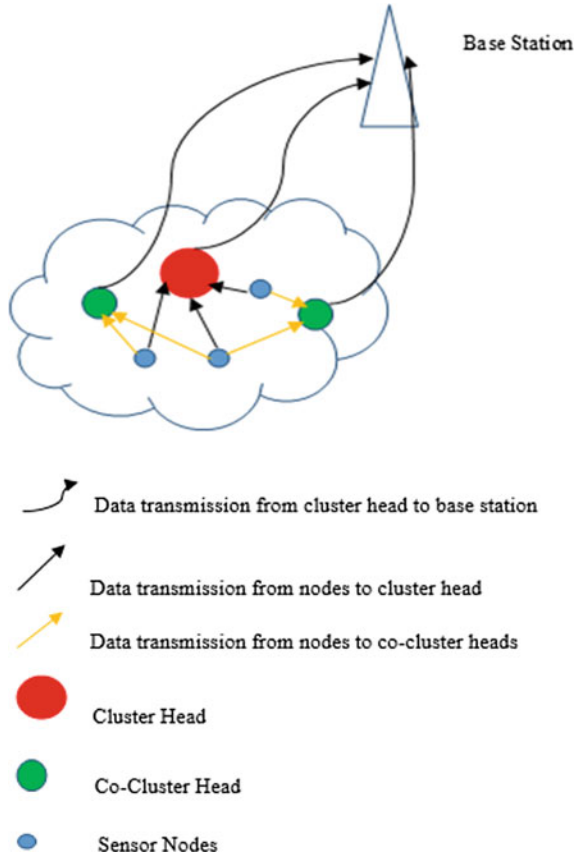 Base Station
Data transmission from cluster head to base station
Data transmission from nodes to cluster head
Data transmission from nodes to co-cluster heads
Cluster Head
Co-Cluster Head
Sensor Nodes